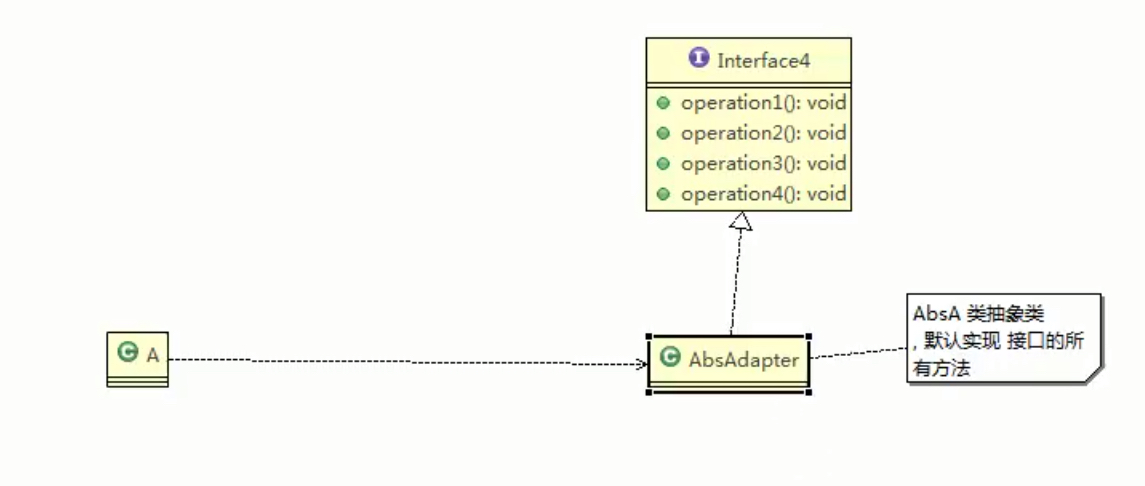 Interface4
operation1(): void
operation2(): void
operation3(): void
operation4(): void
A
AbsAdapter
AbsA 类抽象类
, 默认实现 接口的所
有方法